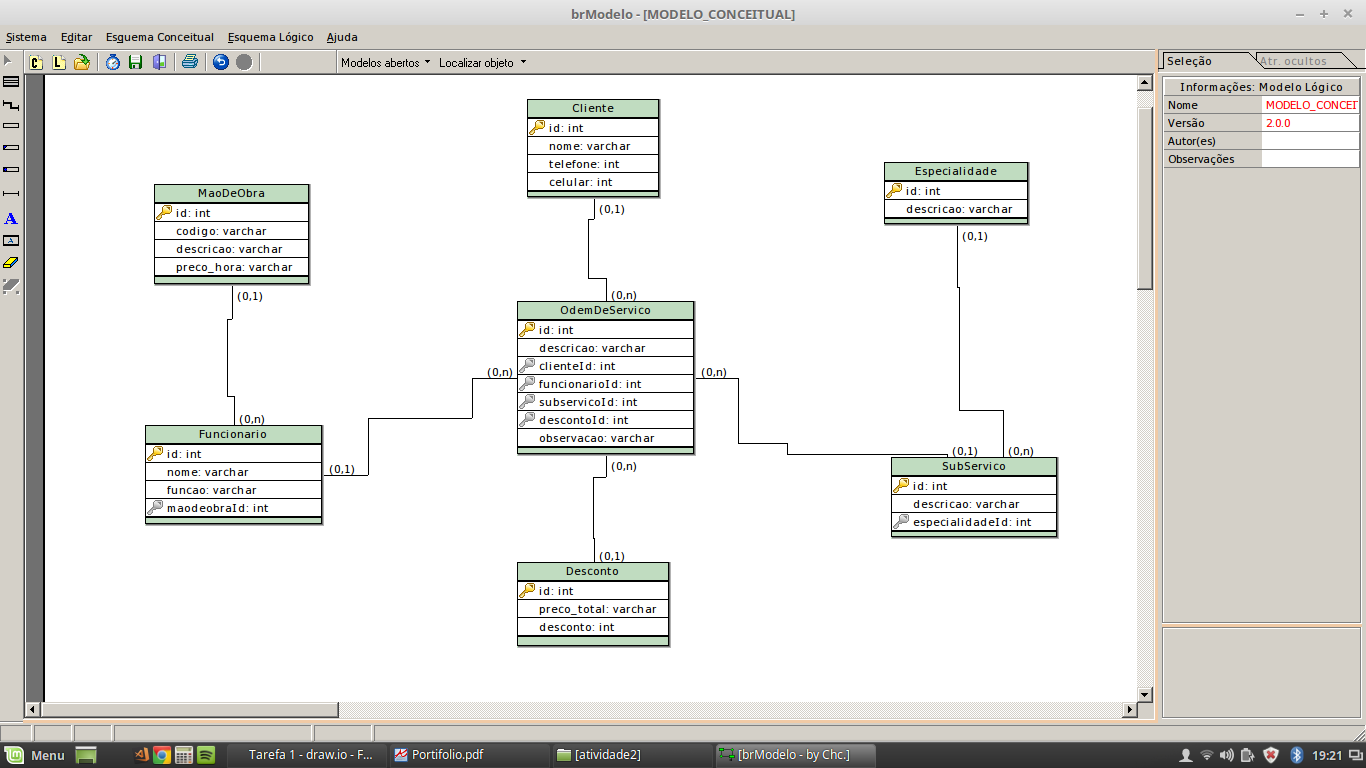 brModelo - [MODELO_CONCEITUAL]
Sistema Editar Esquema Conceitual Esquema Lógico Ajuda
C L Modelos abertos Localizar objeto
Seleção Atr. ocultos
Informações: Modelo Lógico
Nome MODELO_CONCEIT
Versão 2.0.0
Autor(es)
Observações
A
A
Cliente
id: int
nome: varchar
telefone: int
celular: int
(0,1)
(0,n)
Especialidade
id: int
descricao: varchar
(0,1)
(0,n)
MaoDeObra
id: int
codigo: varchar
descricao: varchar
preco_hora: varchar
(0,1)
(0,n)
OdemDeServico
id: int
descricao: varchar
clienteId: int
funcionarioId: int
subservicoId: int
descontoId: int
observacao: varchar
(0,n)
(0,n)
(0,n)
Funcionario
id: int
nome: varchar
funcao: varchar
maodeobraId: int
(0,1)
SubServico
id: int
descricao: varchar
especialidadeId: int
(0,1)
Desconto
id: int
preco_total: varchar
desconto: int
(0,1)
Menu Tarefa 1 - draw.io - F... Portifolio.pdf [atividade2] [brModelo - by Chc.] 19:21